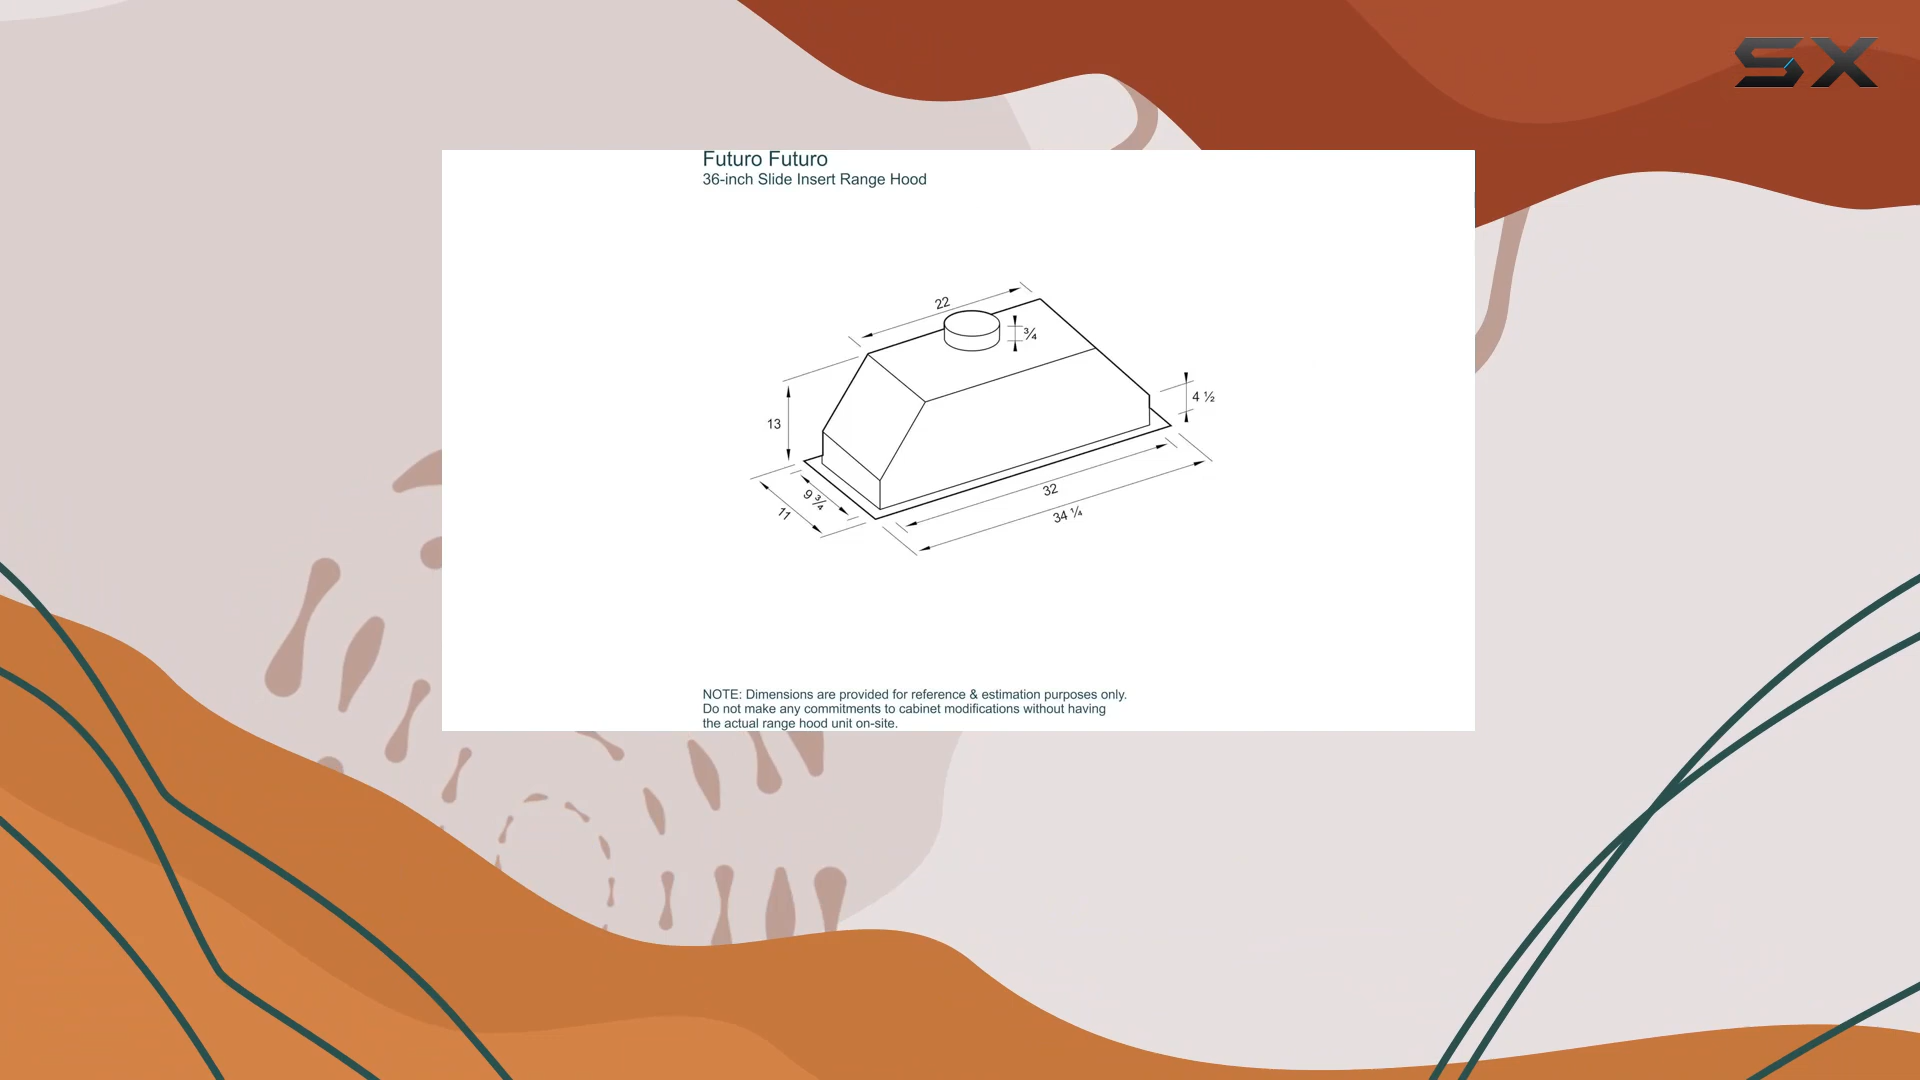 SX
Futuro Futuro
36-inch Slide Insert Range Hood
22
¾
13
4 ½
9 ¾
11
32
34 ¼
NOTE: Dimensions are provided for reference & estimation purposes only.
Do not make any commitments to cabinet modifications without having
the actual range hood unit on-site.